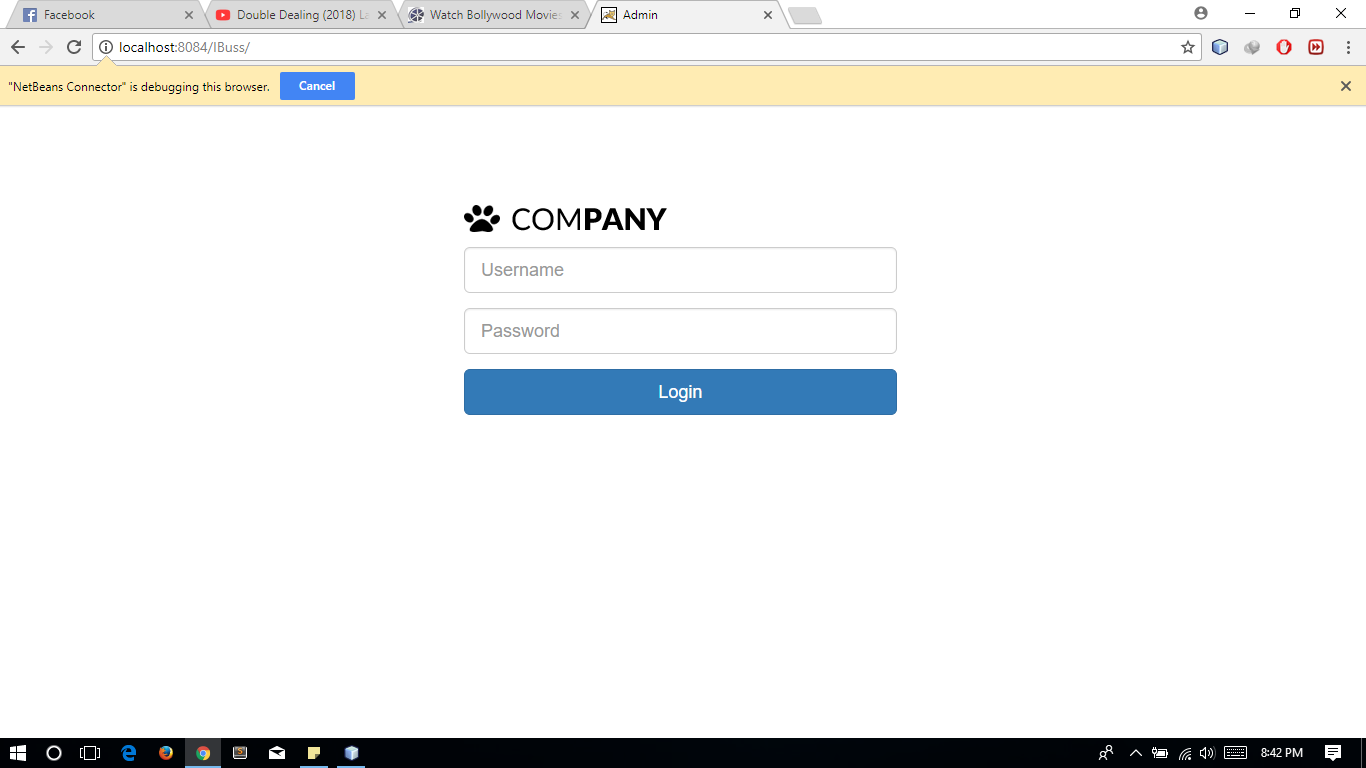 Facebook
Double Dealing (2018) La
Watch Bollywood Movies
Admin
localhost:8084/IBuss/
"NetBeans Connector" is debugging this browser.
Cancel
COMPANY
Username
Password
Login
8:42 PM